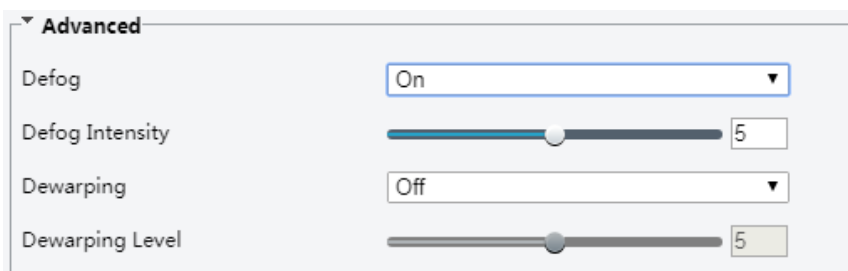 Advanced
Defog On
Defog Intensity 5
Dewarping Off
Dewarping Level 5